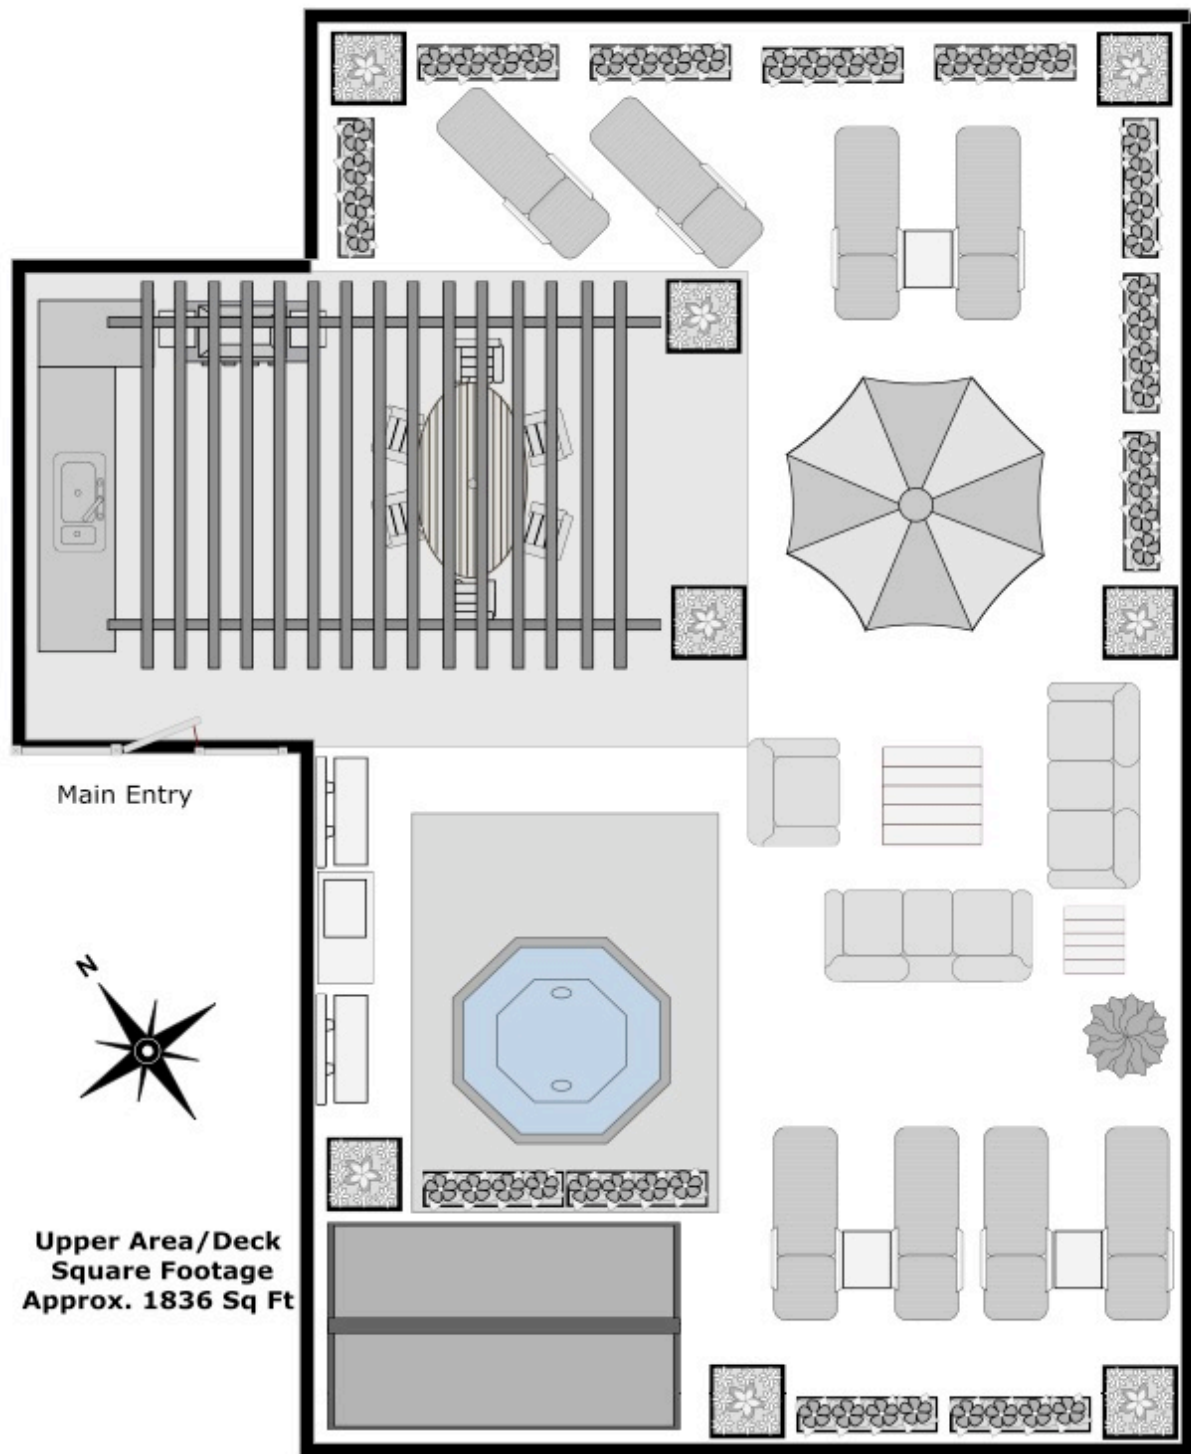 Main Entry
N
Upper Area/Deck
Square Footage
Approx. 1836 Sq Ft